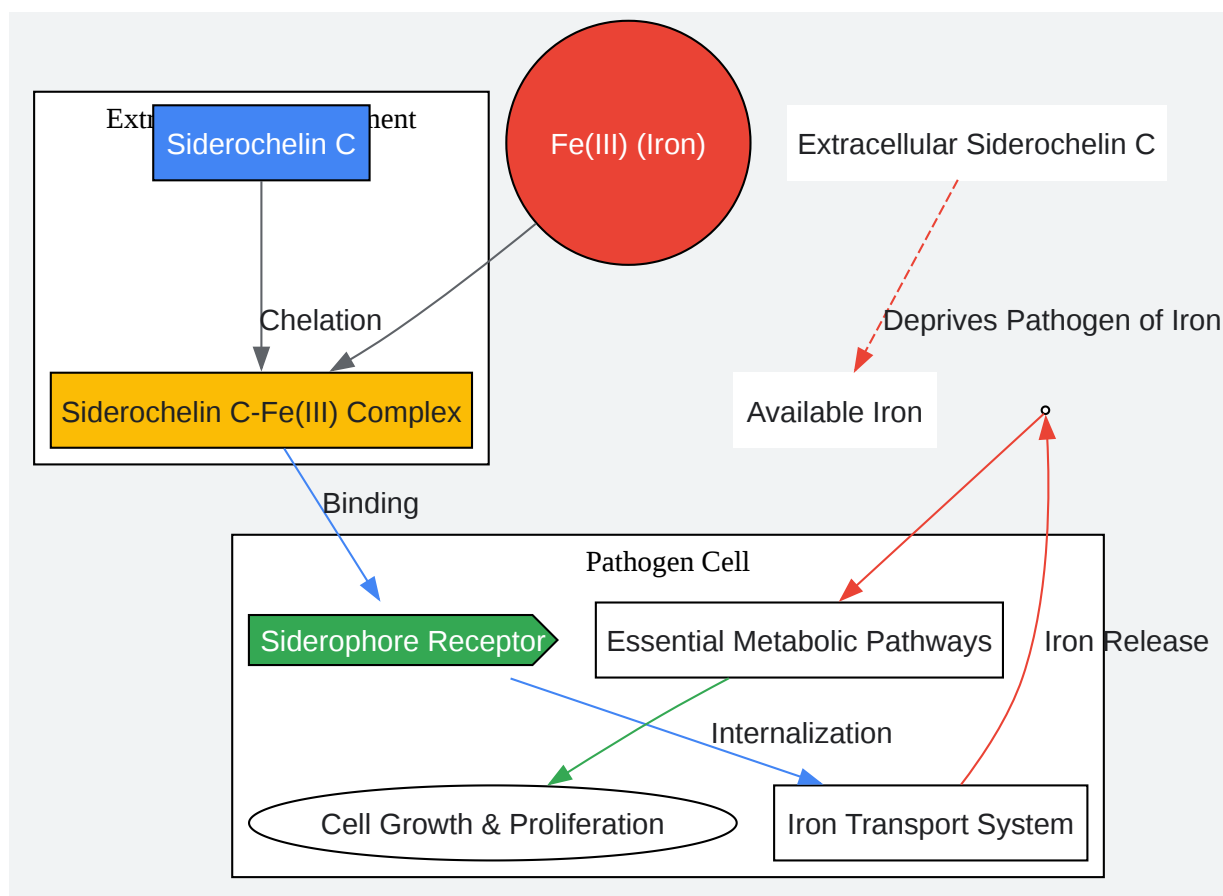 Siderochelin C
Fe(III) (Iron)
Extracellular Siderochelin C
Chelation
Deprives Pathogen of Iron
Siderochelin C-Fe(III) Complex
Available Iron
Binding
Pathogen Cell
Siderophore Receptor
Essential Metabolic Pathways
Iron Release
Internalization
Cell Growth & Proliferation
Iron Transport System